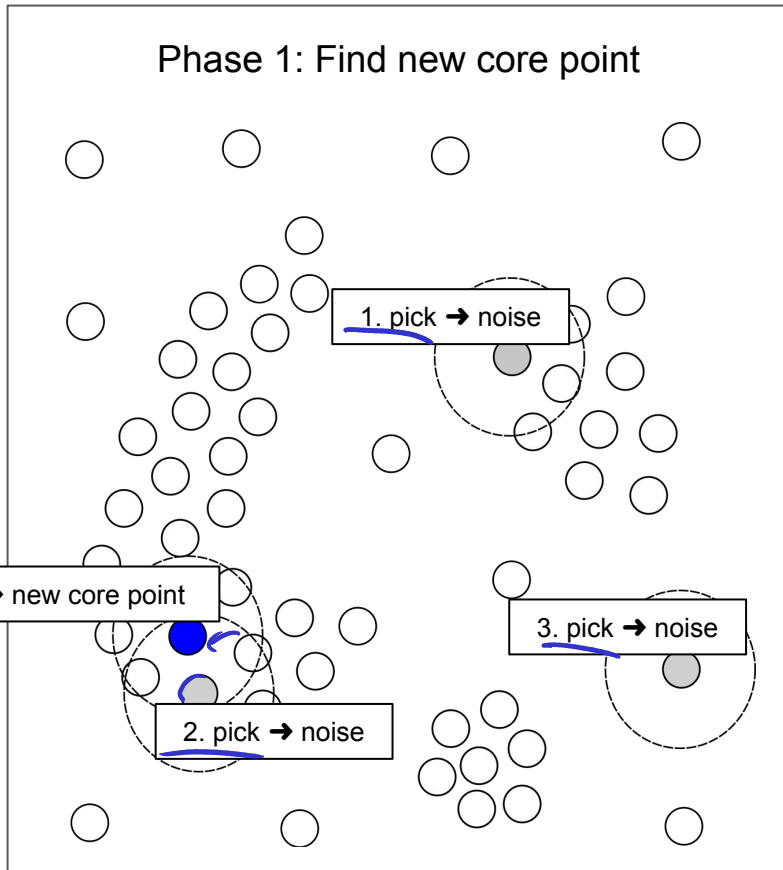 Phase 1: Find new core point
1. pick ➜ noise
➜ new core point
3. pick ➜ noise
2. pick ➜ noise